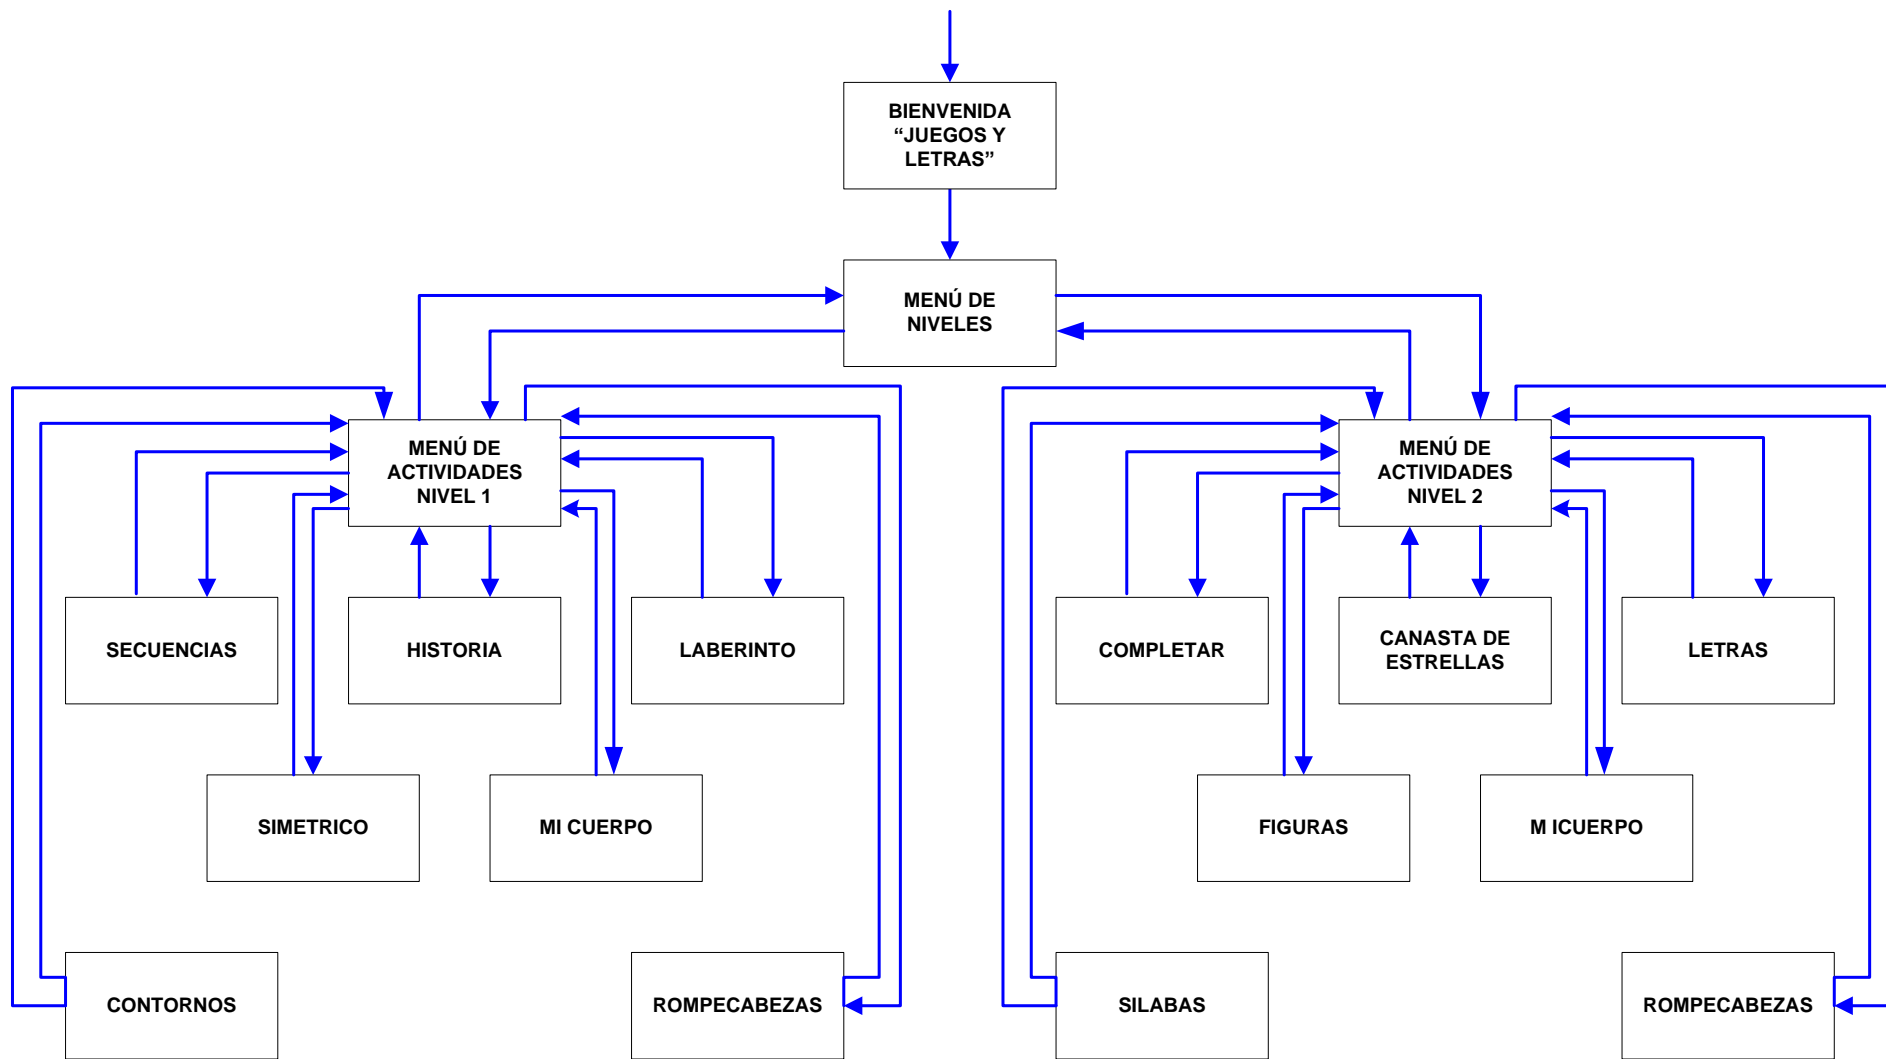 BIENVENIDA
“JUEGOS Y
LETRAS”
MENÚ DE
NIVELES
MENÚ DE
ACTIVIDADES
NIVEL 1
MENÚ DE
ACTIVIDADES
NIVEL 2
SECUENCIAS
HISTORIA
LABERINTO
COMPLETAR
CANASTA DE
ESTRELLAS
LETRAS
SIMETRICO
MI CUERPO
FIGURAS
M ICUERPO
CONTORNOS
ROMPECABEZAS
SILABAS
ROMPECABEZAS